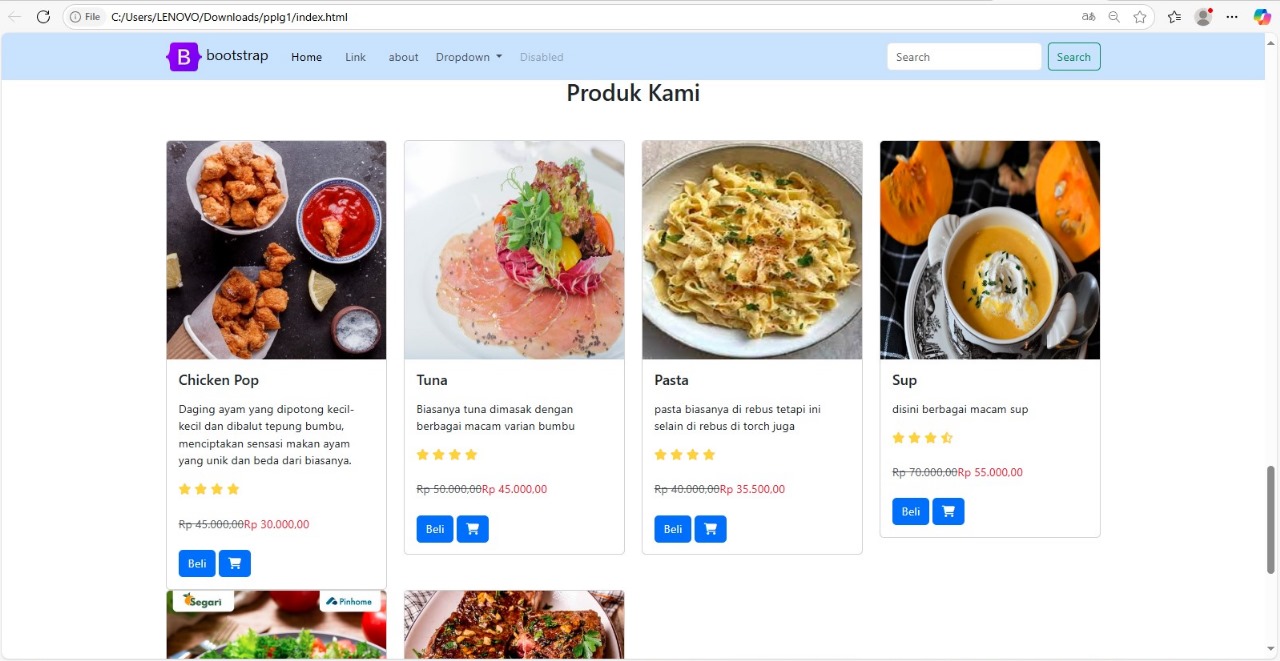 File C:/Users/LENOVO/Downloads/pplg1/index.html
B bootstrap Home Link about Dropdown Disabled Search Search
Produk Kami
Chicken Pop
Daging ayam yang dipotong kecil-
kecil dan dibalut tepung bumbu,
menciptakan sensasi makan ayam
yang unik dan beda dari biasanya.
Rp 45.000,00Rp 30.000,00
Beli
Tuna
Biasanya tuna dimasak dengan
berbagai macam varian bumbu
Rp 50.000,00Rp 45.000,00
Beli
Pasta
pasta biasanya di rebus tetapi ini
selain di rebus di torch juga
Rp 40.000,00Rp 35.500,00
Beli
Sup
disini berbagai macam sup
Rp 70.000,00Rp 55.000,00
Beli
Segari
Pinhome